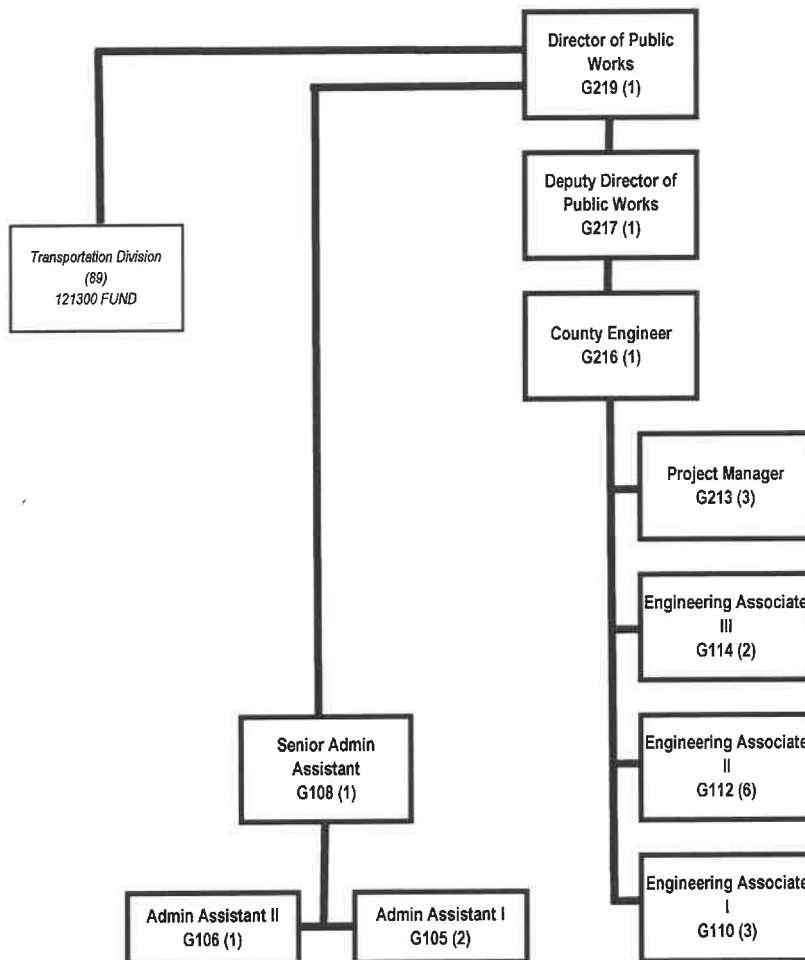 Director of Public
Works
G219 (1)
Deputy Director of
Public Works
G217 (1)
Transportation Division
(89)
121300 FUND
County Engineer
G216 (1)
Project Manager
G213 (3)
Engineering Associate
III
G114 (2)
Senior Admin
Assistant
G108 (1)
Engineering Associate
II
G112 (6)
Engineering Associate
I
G110 (3)
Admin Assistant II
G106 (1)
Admin Assistant I
G105 (2)